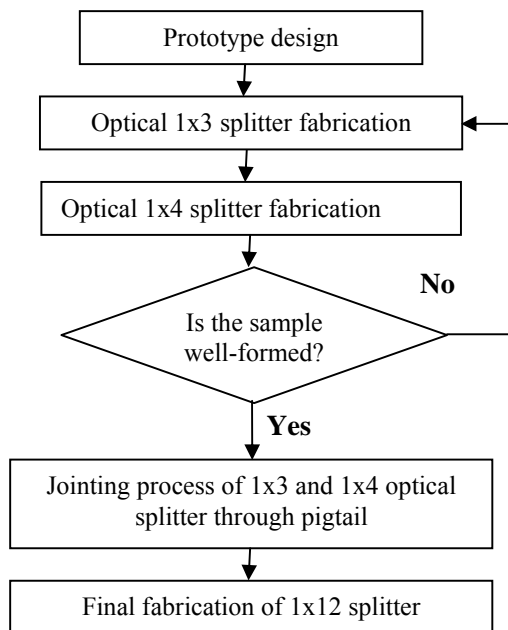 Prototype design
Optical 1x3 splitter fabrication
Optical 1x4 splitter fabrication
No
Is the sample
well-formed?
Yes
Jointing process of 1x3 and 1x4 optical
splitter through pigtail
Final fabrication of 1x12 splitter